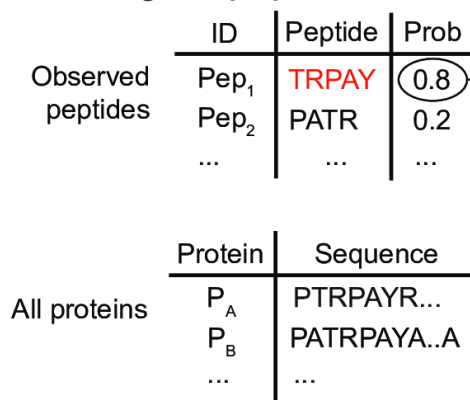 ID Peptide Prob
Observed peptides
Pep1 TRPAY 0.8
Pep2 PATR 0.2
... ... ...
Protein Sequence
All proteins
PA PTRPAYR...
PB PATRPAYA..A
... ...